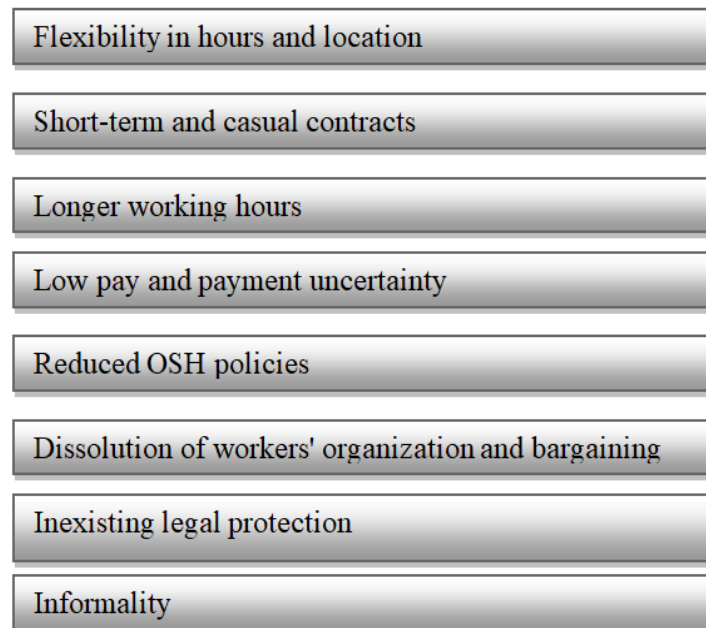 Flexibility in hours and location
Short-term and casual contracts
Longer working hours
Low pay and payment uncertainty
Reduced OSH policies
Dissolution of workers' organization and bargaining
Inexisting legal protection
Informality